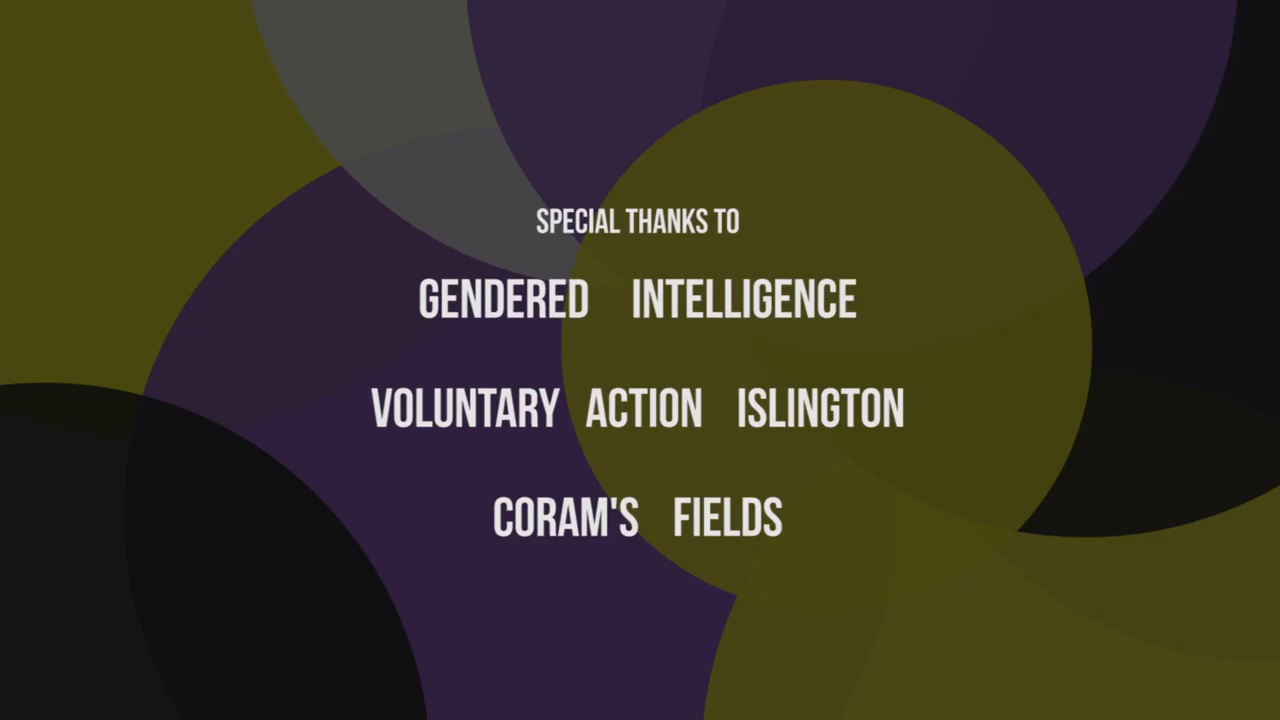 SPECIAL THANKS TO
GENDERED INTELLIGENCE
VOLUNTARY ACTION ISLINGTON
CORAM'S FIELDS